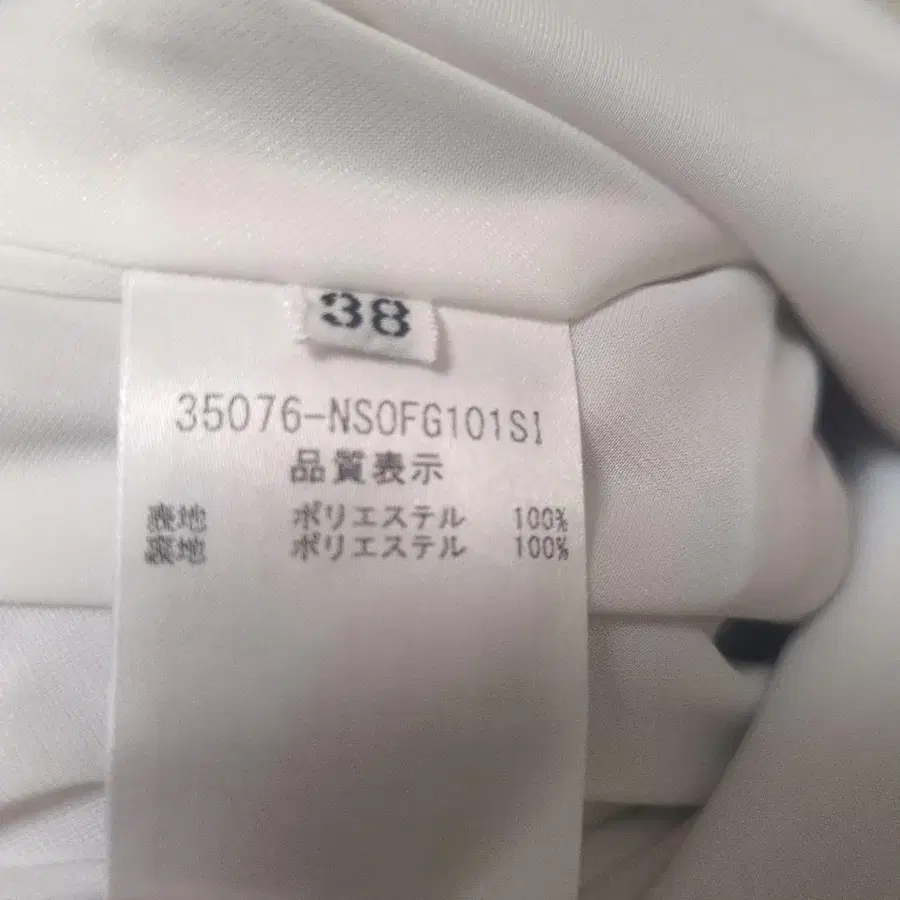 38
35076-NSOFG101SI
品質表示
表地 ポリエステル 100%
裏地 ポリエステル 100%